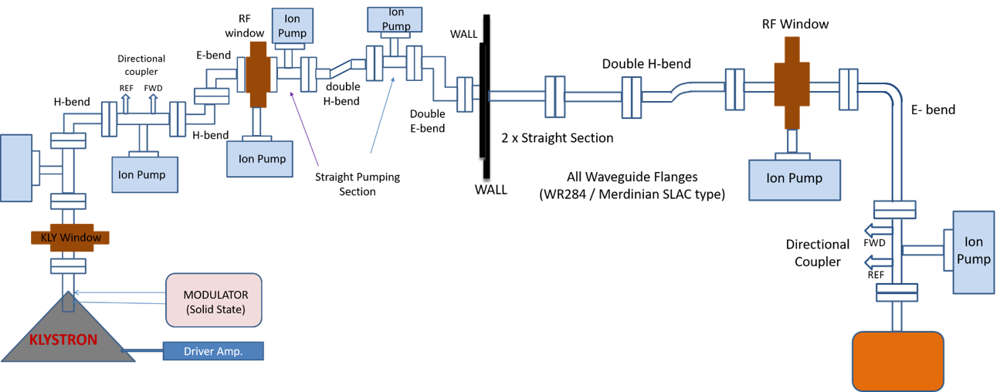 RF
window
Ion
Pump
Ion
Pump
WALL
RF Window
Directional
coupler
E-bend
REF
FWD
H-bend
double
H-bend
Double H-bend
H-bend
Double
E-bend
E- bend
2 x Straight Section
Ion Pump
Ion Pump
Straight Pumping
Section
WALL
All Waveguide Flanges
(WR284 / Merdinian SLAC type)
Ion Pump
KLY Window
Directional
Coupler
FWD
REF
Ion
Pump
MODULATOR
(Solid State)
KLYSTRON
Driver Amp.